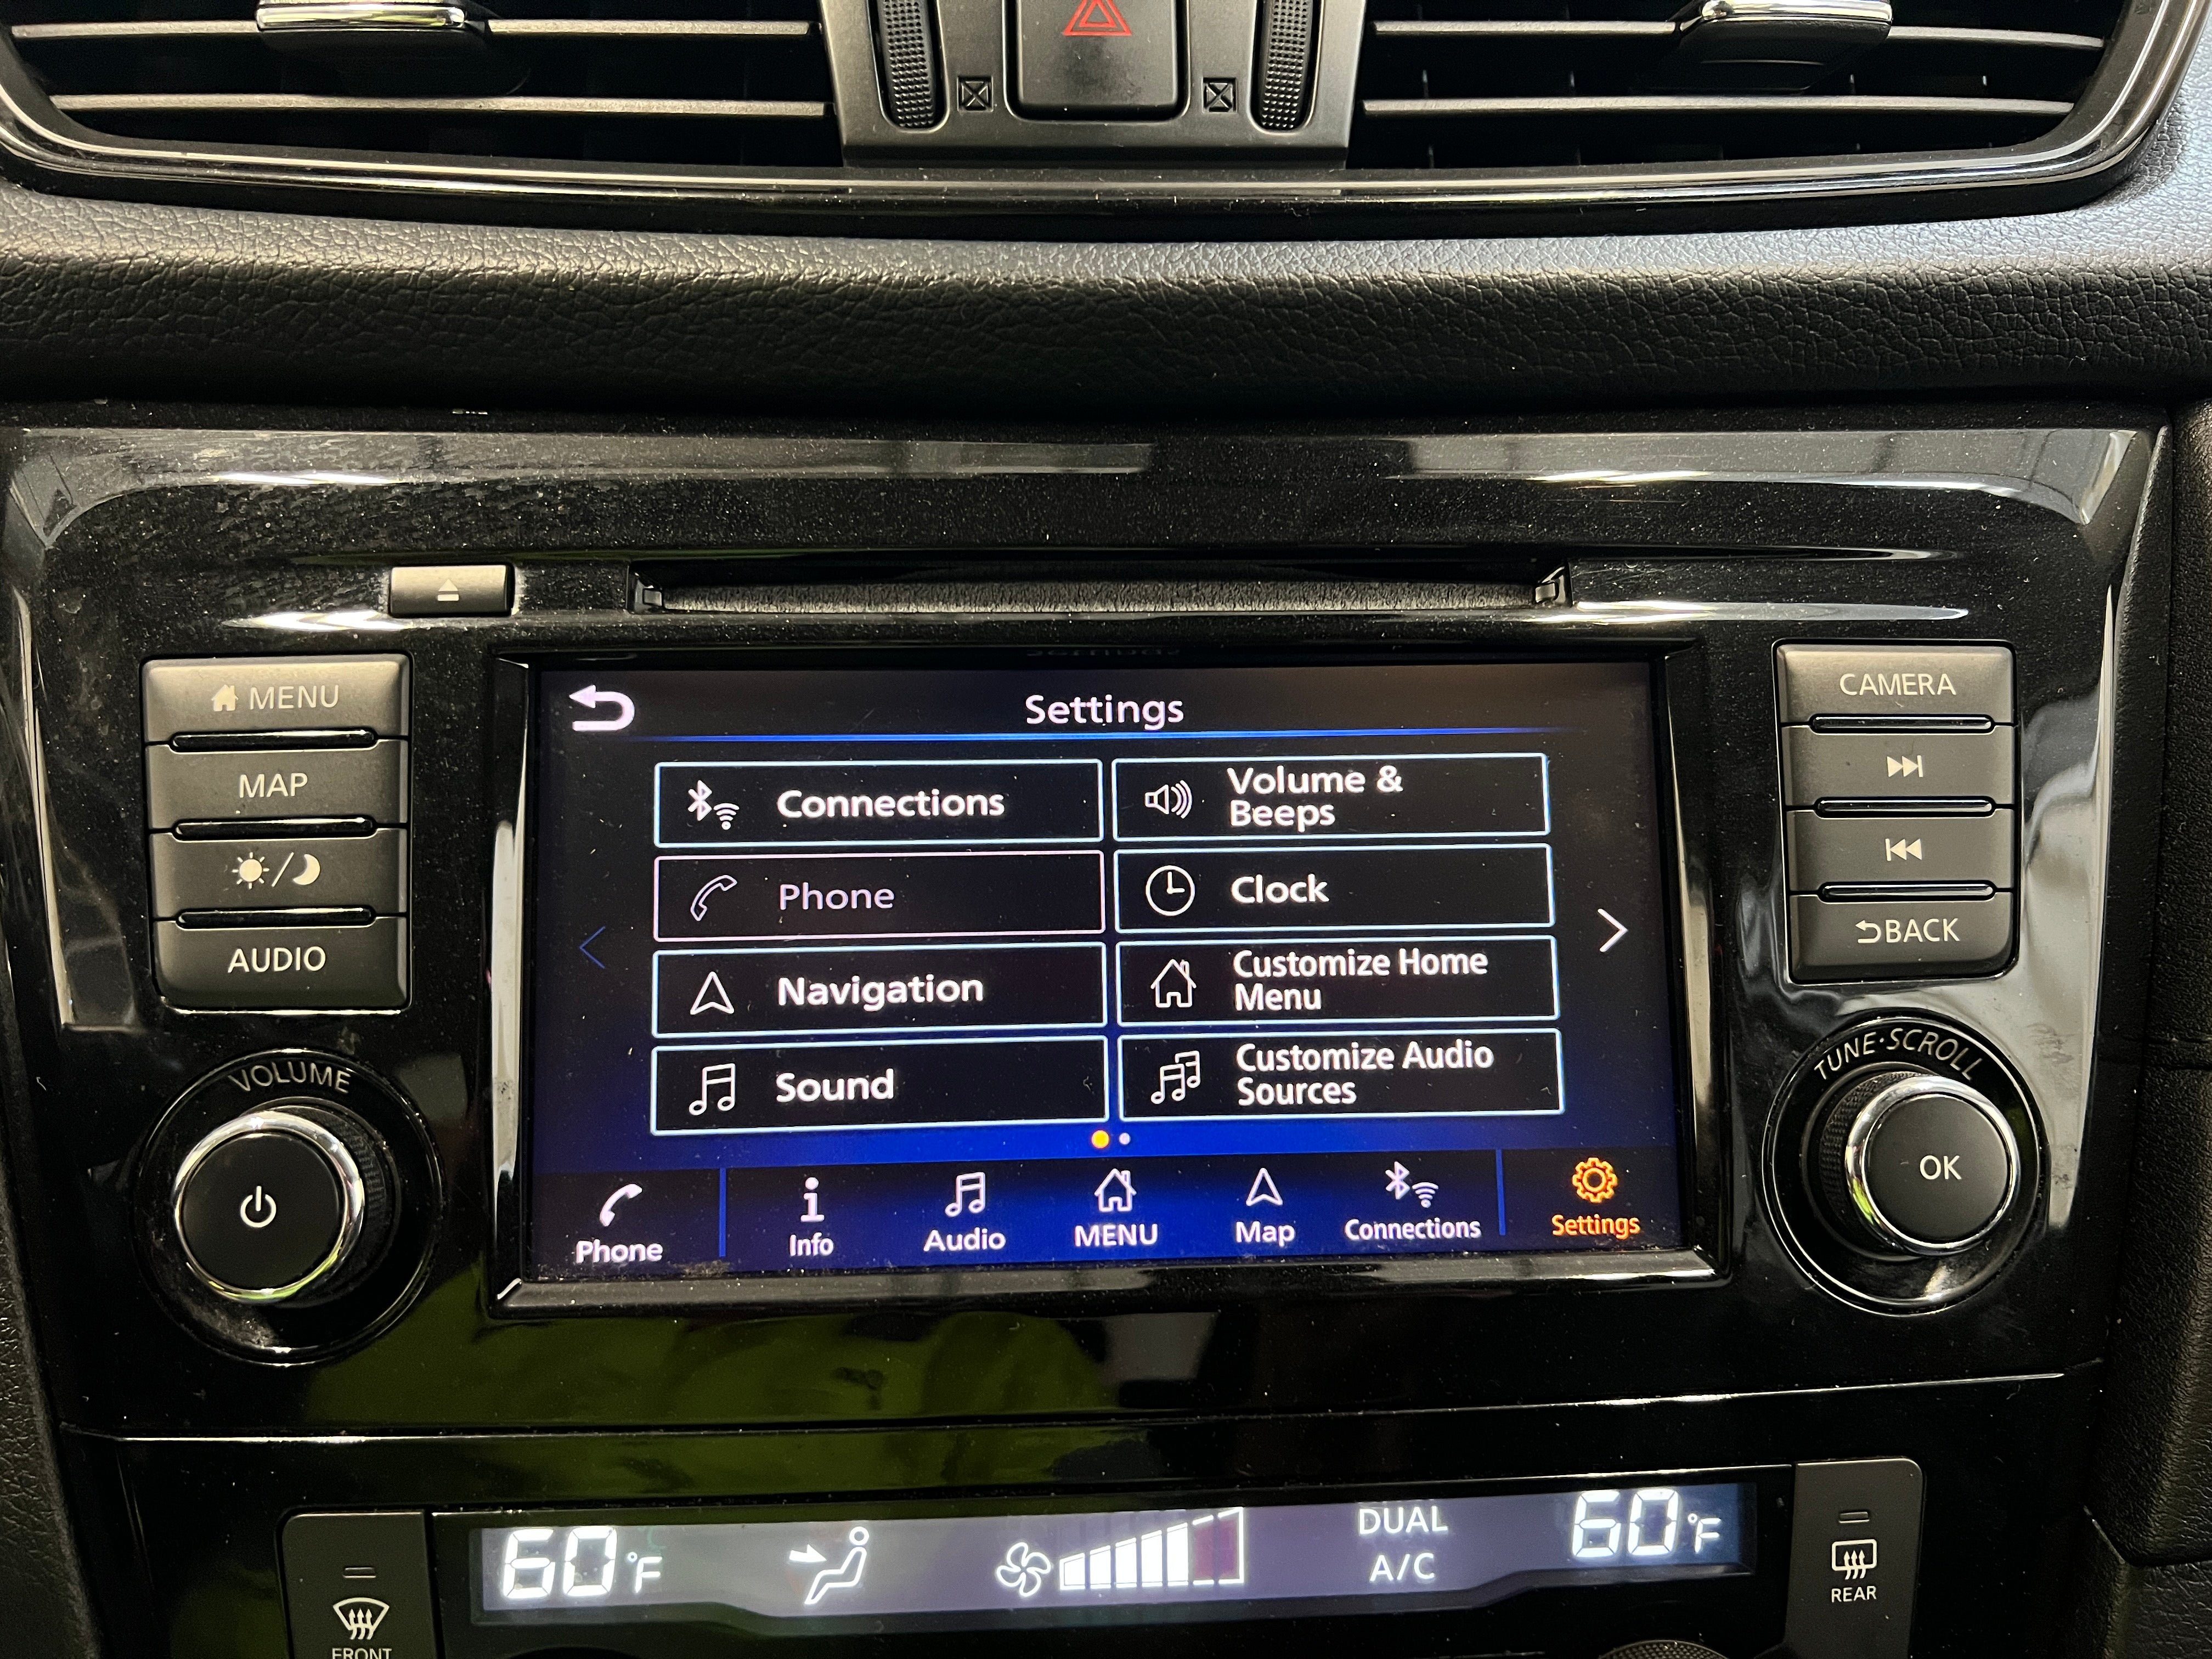 MENU
MAP
AUDIO
VOLUME
Settings
Connections
Volume &
Beeps
Phone
Clock
Navigation
Customize Home
Menu
Sound
Customize Audio
Sources
Phone
Info
Audio
MENU
Map
Connections
Settings
CAMERA
BACK
TUNE·SCROLL
OK
60°F
DUAL
A/C
60°F
FRONT
REAR